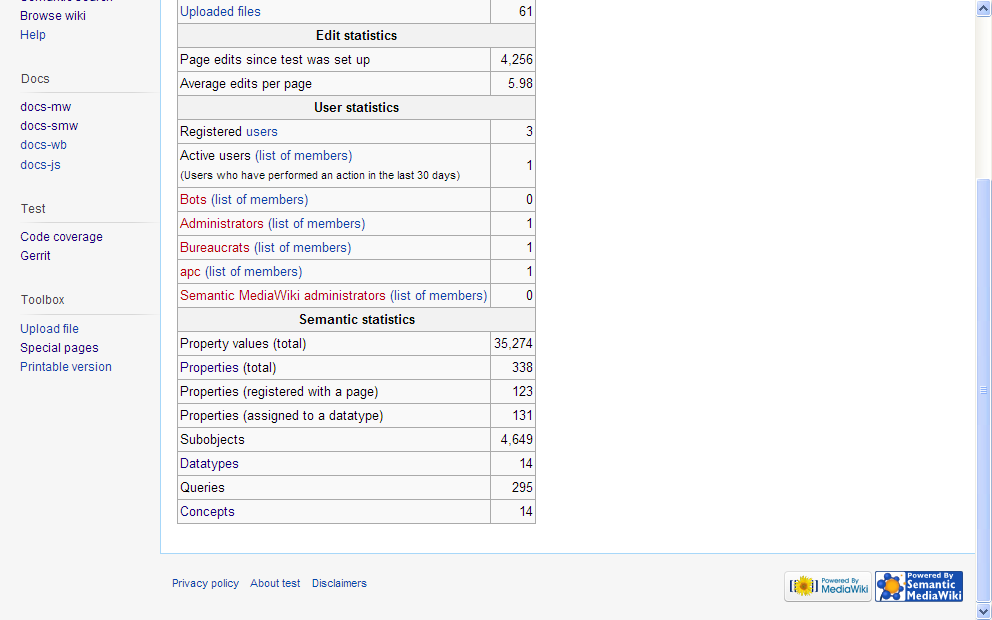 Browse wiki
Help
Docs
docs-mw
docs-smw
docs-wb
docs-js
Test
Code coverage
Gerrit
Toolbox
Upload file
Special pages
Printable version
Uploaded files 61
Edit statistics
Page edits since test was set up 4,256
Average edits per page 5.98
User statistics
Registered users 3
Active users (list of members) 1
(Users who have performed an action in the last 30 days)
Bots (list of members) 0
Administrators (list of members) 1
Bureaucrats (list of members) 1
apc (list of members) 1
Semantic MediaWiki administrators (list of members) 0
Semantic statistics
Property values (total) 35,274
Properties (total) 338
Properties (registered with a page) 123
Properties (assigned to a datatype) 131
Subobjects 4,649
Datatypes 14
Queries 295
Concepts 14
Privacy policy About test Disclaimers
Powered By
MediaWiki
Powered By
Semantic
MediaWiki